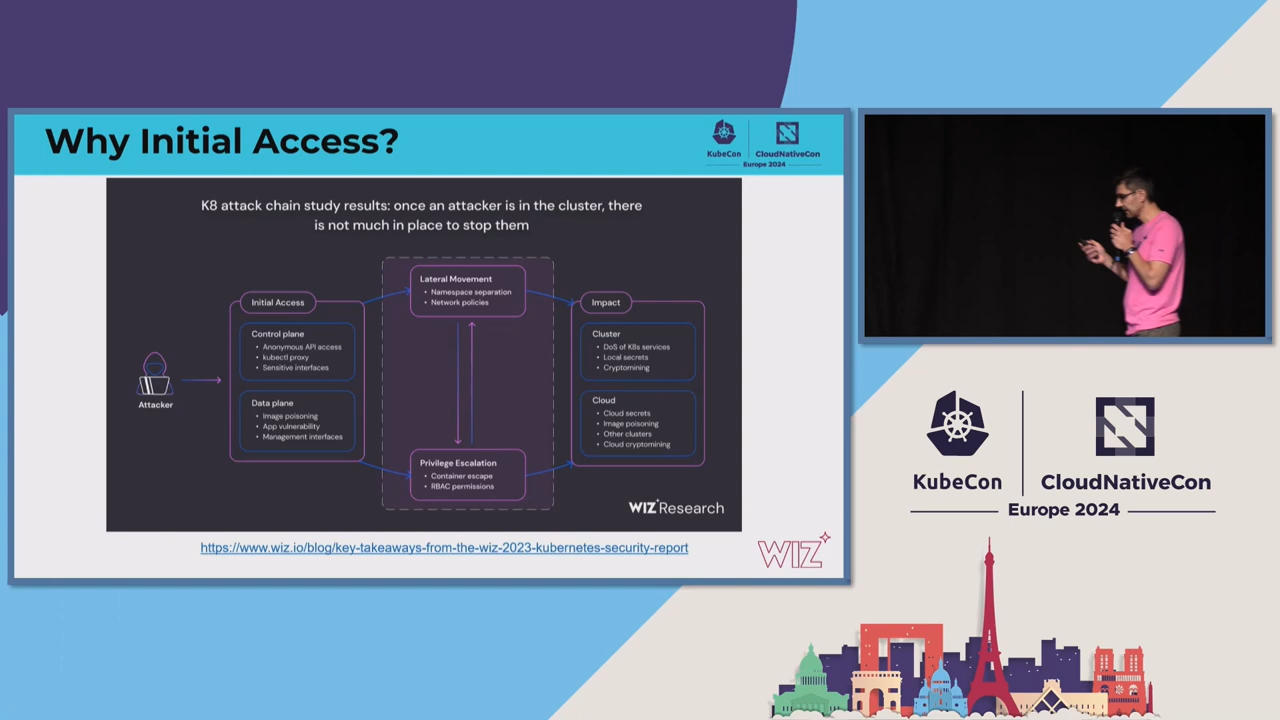 Why Initial Access?
KubeCon
CloudNativeCon
Europe 2024
K8 attack chain study results: once an attacker is in the cluster, there
is not much in place to stop them
Attacker
Initial Access
Control plane
• Anonymous API access
• kubectl proxy
• Sensitive interfaces
Data plane
• Image poisoning
• App vulnerability
• Management interfaces
Lateral Movement
• Namespace separation
• Network policies
Privilege Escalation
• Container escape
• RBAC permissions
Impact
Cluster
• DoS of K8s services
• Local secrets
• Cryptomining
Cloud
• Cloud secrets
• Image poisoning
• Other clusters
• Cloud cryptomining
WIZ Research
https://www.wiz.io/blog/key-takeaways-from-the-wiz-2023-kubernetes-security-report
WIZ
KubeCon
CloudNativeCon
Europe 2024